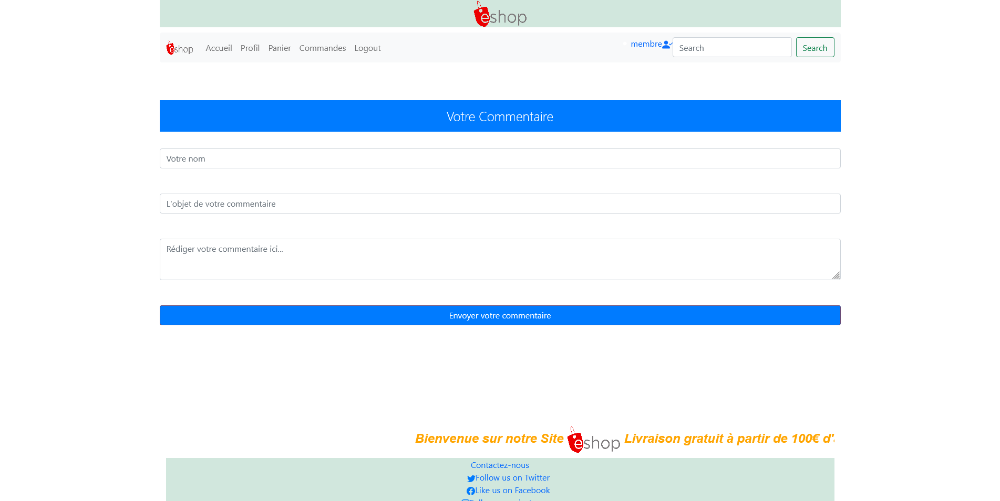 eshop
eshop Accueil Profil Panier Commandes Logout membre Search Search
Votre Commentaire
Votre nom
L'objet de votre commentaire
Rédiger votre commentaire ici...
Envoyer votre commentaire
Bienvenue sur notre Site eshop Livraison gratuit à partir de 100€ d'
Contactez-nous
Follow us on Twitter
Like us on Facebook